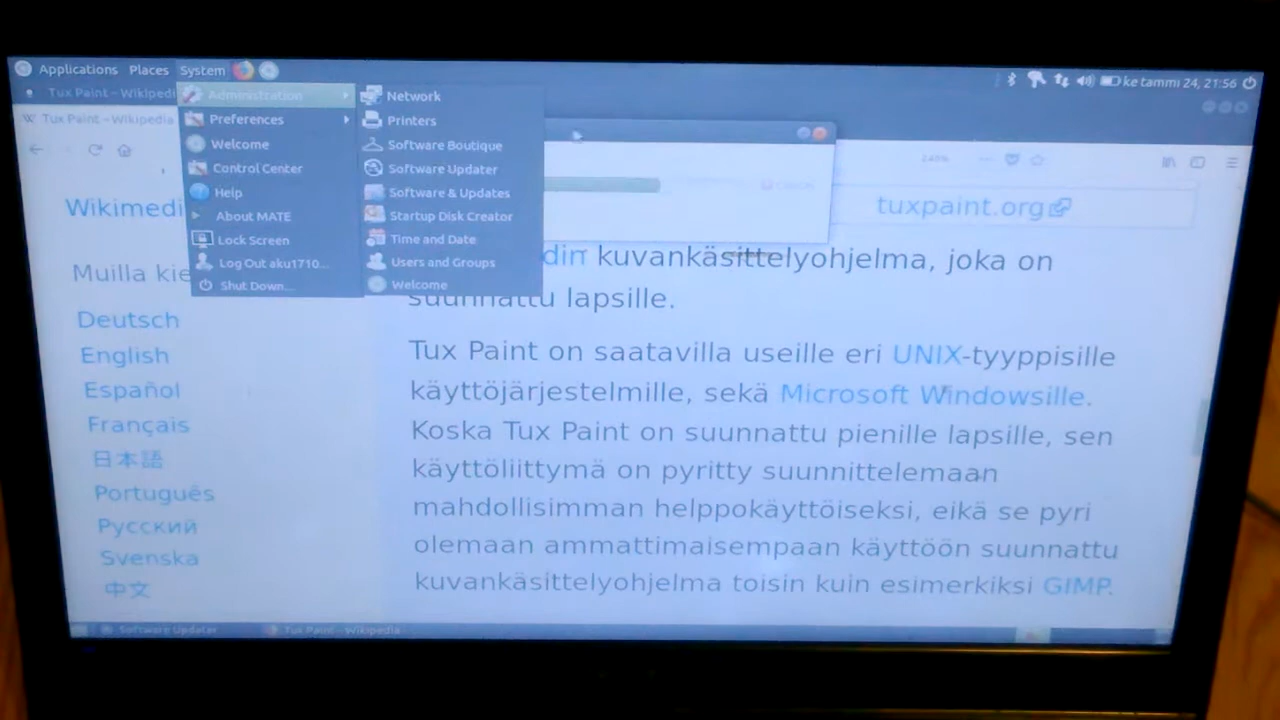 Applications Places System
ke tammi 24, 21:56
Tux Paint – Wikiped
Tux Paint – Wikipedia
Administration
Preferences
Welcome
Control Center
Help
About MATE
Lock Screen
Log Out aku1710...
Shut Down...
Network
Printers
Software Boutique
Software Updater
Software & Updates
Startup Disk Creator
Time and Date
Users and Groups
Welcome
Wikimedi
Muilla kie
Deutsch
English
Español
Français
日本語
Português
Русский
Svenska
中文
tuxpaint.org
din kuvankäsittelyohjelma, joka on
suunnattu lapsille.
Tux Paint on saatavilla useille eri UNIX-tyyppisille
käyttöjärjestelmille, sekä Microsoft Windowsille.
Koska Tux Paint on suunnattu pienille lapsille, sen
käyttöliittymä on pyritty suunnittelemaan
mahdollisimman helppokäyttöiseksi, eikä se pyri
olemaan ammattimaisempaan käyttöön suunnattu
kuvankäsittelyohjelma toisin kuin esimerkiksi GIMP.
Software Updater
Tux Paint – Wikipedia